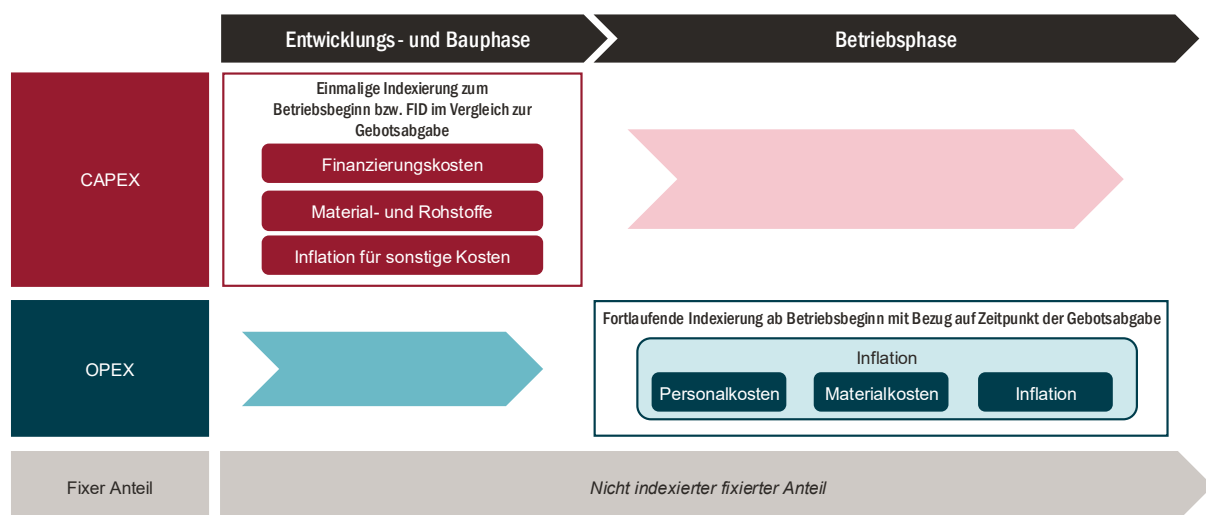 Entwicklungs- und Bauphase
Betriebsphase
CAPEX
Einmalige Indexierung zum
Betriebsbeginn bzw. FID im Vergleich zur
Gebotsabgabe
Finanzierungskosten
Material- und Rohstoffe
Inflation für sonstige Kosten
OPEX
Fortlaufende Indexierung ab Betriebsbeginn mit Bezug auf Zeitpunkt der Gebotsabgabe
Inflation
Personalkosten
Materialkosten
Inflation
Fixer Anteil
Nicht indexierter fixierter Anteil